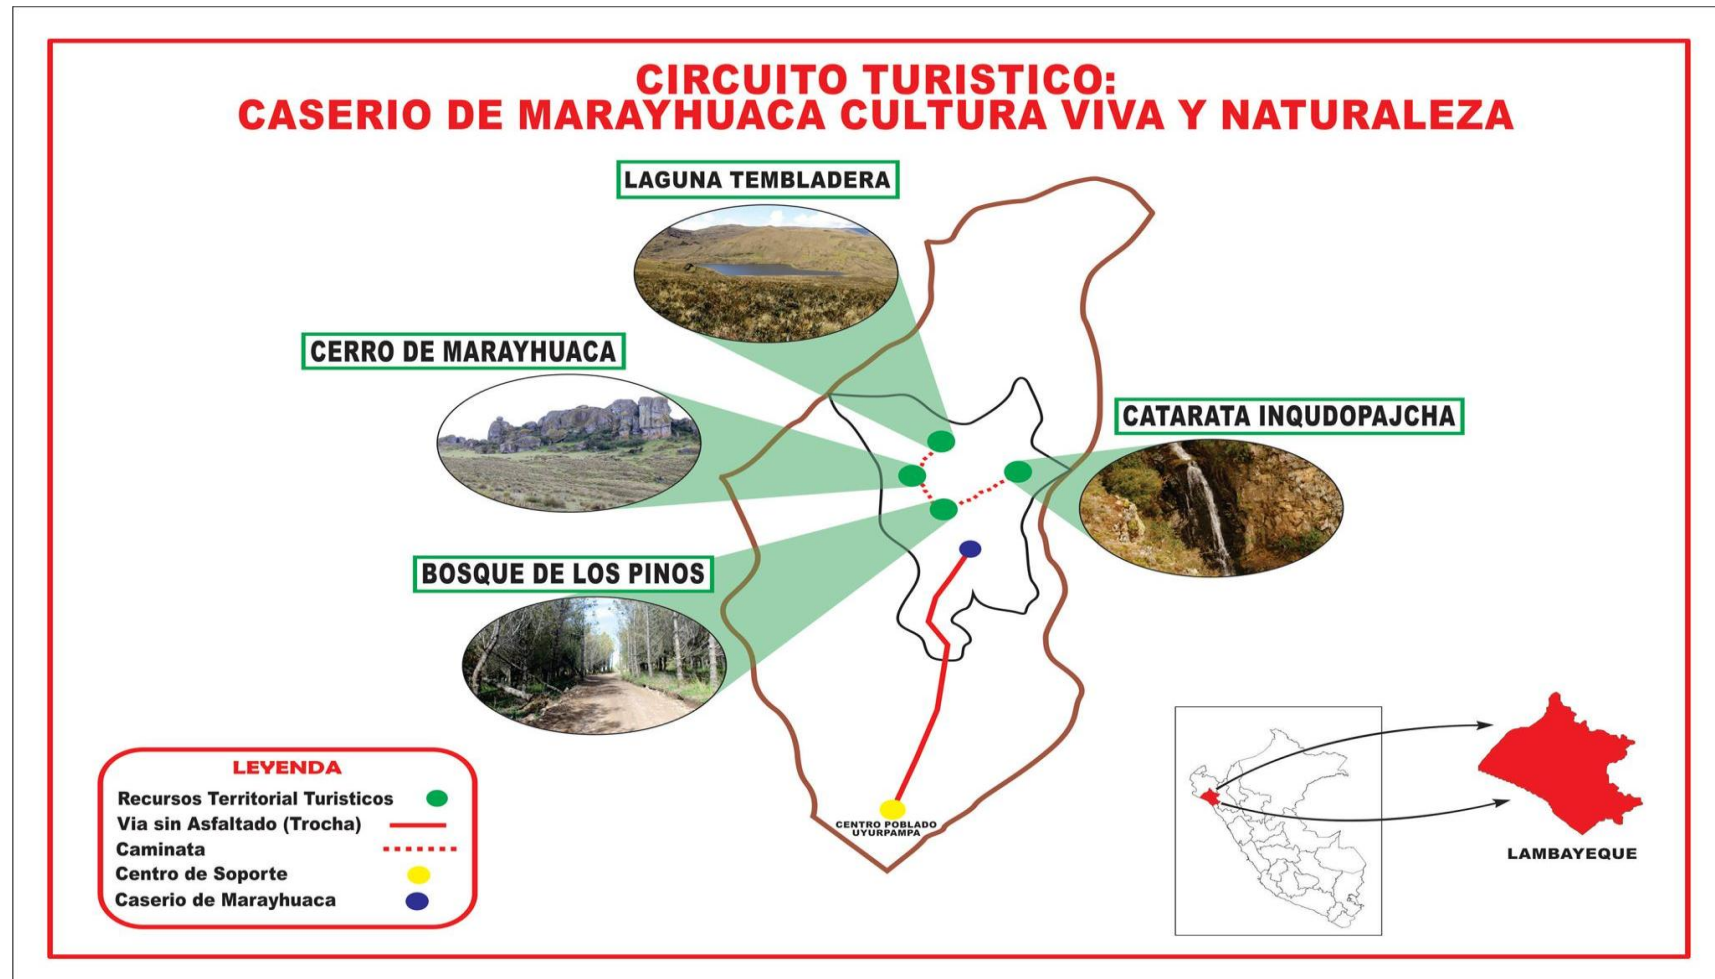 CIRCUITO TURISTICO:
CASERIO DE MARAYHUACA CULTURA VIVA Y NATURALEZA
LAGUNA TEMBLADERA
CERRO DE MARAYHUACA
CATARATA INQUDOPAJCHA
BOSQUE DE LOS PINOS
LEYENDA
Recursos Territorial Turisticos
Via sin Asfaltado (Trocha)
Caminata
Centro de Soporte
Caserio de Marayhuaca
CENTRO POBLADO
UYURPAMPA
LAMBAYEQUE